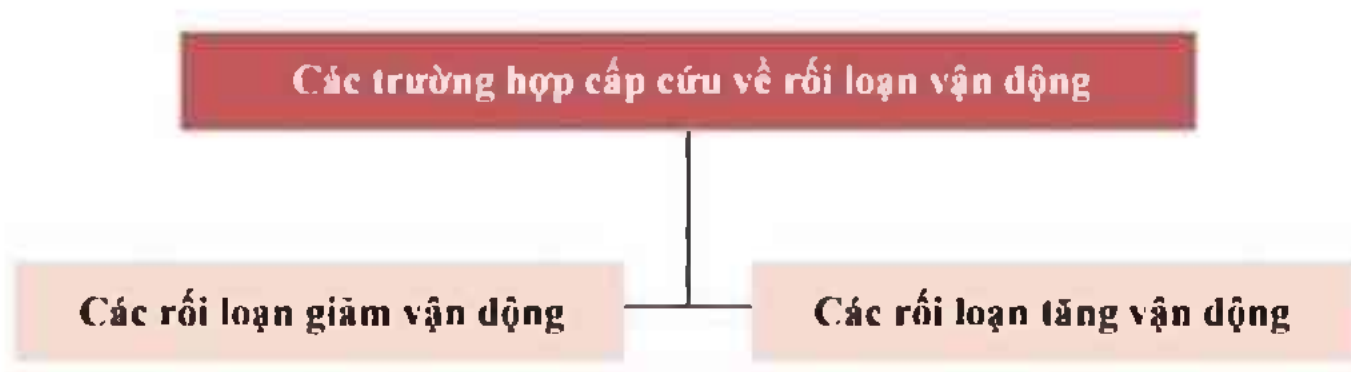 Các trường hợp cấp cứu về rối loạn vận động
Các rối loạn giảm vận động
Các rối loạn tăng vận động